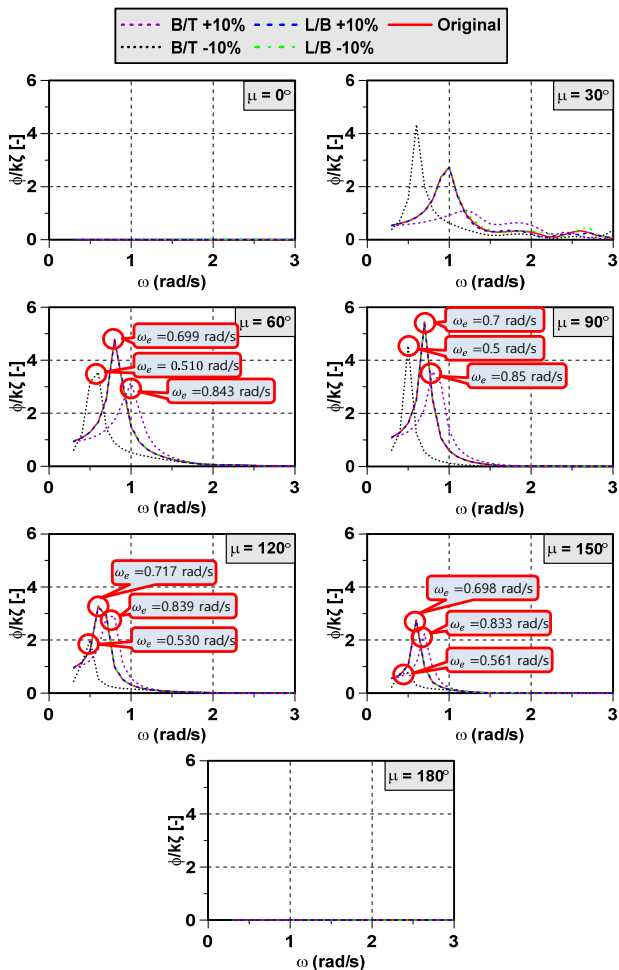 B/T +10% L/B +10% Original
B/T -10% L/B -10%
6
4
2
0
ϕ/kζ [-]
μ = 0°
0 1 2 3
ω (rad/s)
6
4
2
0
ϕ/kζ [-]
μ = 30°
0 1 2 3
ω (rad/s)
6
4
2
0
ϕ/kζ [-]
μ = 60°
ωe =0.699 rad/s
ωe = 0.510 rad/s
ωe =0.843 rad/s
0 1 2 3
ω (rad/s)
6
4
2
0
ϕ/kζ [-]
μ = 90°
ωe =0.7 rad/s
ωe =0.5 rad/s
ωe =0.85 rad/s
0 1 2 3
ω (rad/s)
6
4
2
0
ϕ/kζ [-]
μ = 120°
ωe =0.717 rad/s
ωe =0.839 rad/s
ωe =0.530 rad/s
0 1 2 3
ω (rad/s)
6
4
2
0
ϕ/kζ [-]
μ = 150°
ωe =0.698 rad/s
ωe =0.833 rad/s
ωe =0.561 rad/s
0 1 2 3
ω (rad/s)
6
4
2
0
ϕ/kζ [-]
μ = 180°
0 1 2 3
ω (rad/s)